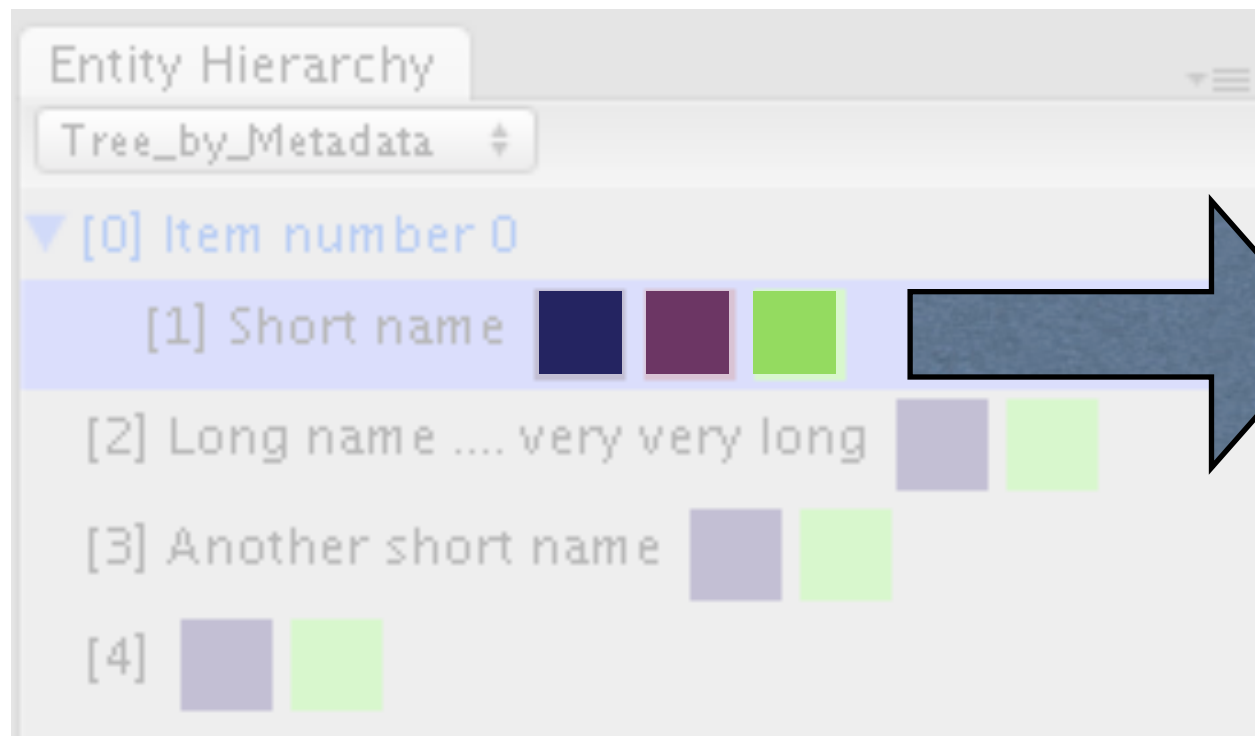 Entity Hierarchy
Tree_by_Metadata
[0] Item number 0
[1] Short name
[2] Long name .... very very long
[3] Another short name
[4]